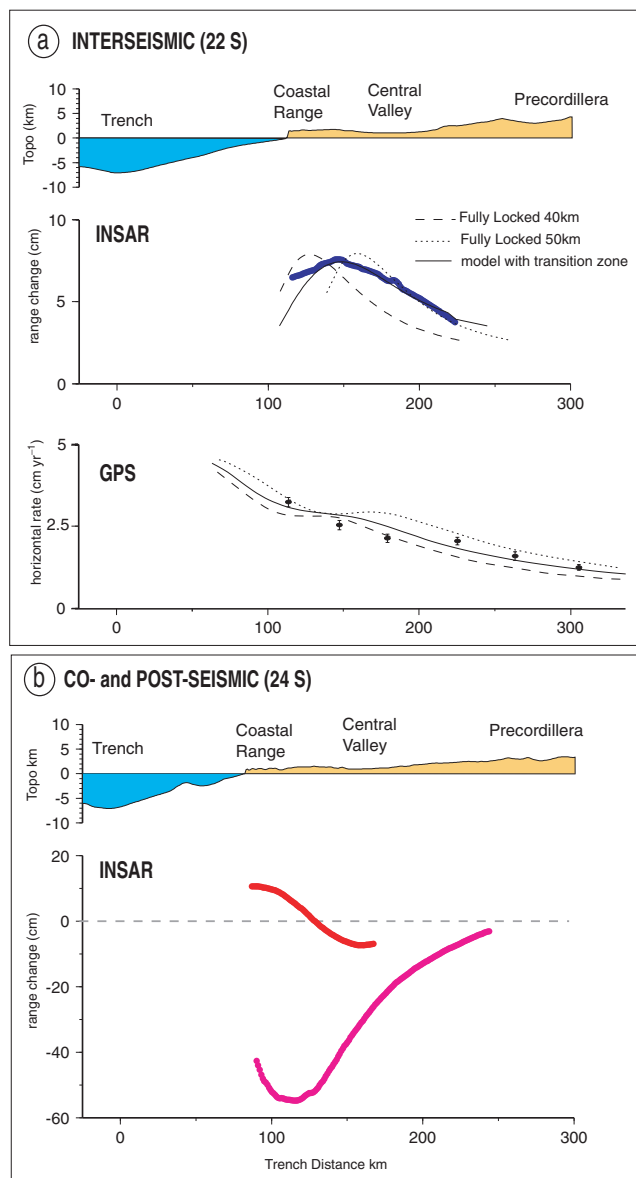 a INTERSEISMIC (22 S)
Topo (km)
10
5
0
-5
-10
Trench
Coastal
Range
Central
Valley
Precordillera
INSAR
range change (cm)
10
5
0
Fully Locked 40km
Fully Locked 50km
model with transition zone
0 100 200 300
GPS
horizontal rate (cm yr⁻¹)
5
2.5
0
0 100 200 300
b CO- and POST-SEISMIC (24 S)
Topo km
10
5
0
-5
-10
Trench
Coastal
Range
Central
Valley
Precordillera
INSAR
range change (cm)
20
0
-20
-40
-60
0 100 200 300
Trench Distance km